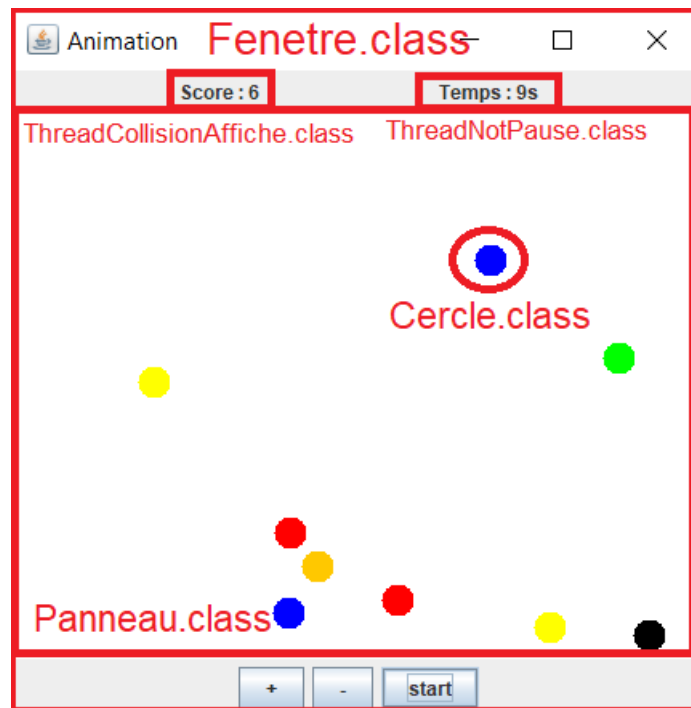 Animation Fenetre.class
Score : 6 Temps : 9s
ThreadCollisionAffiche.class ThreadNotPause.class
Cercle.class
Panneau.class
+ - start